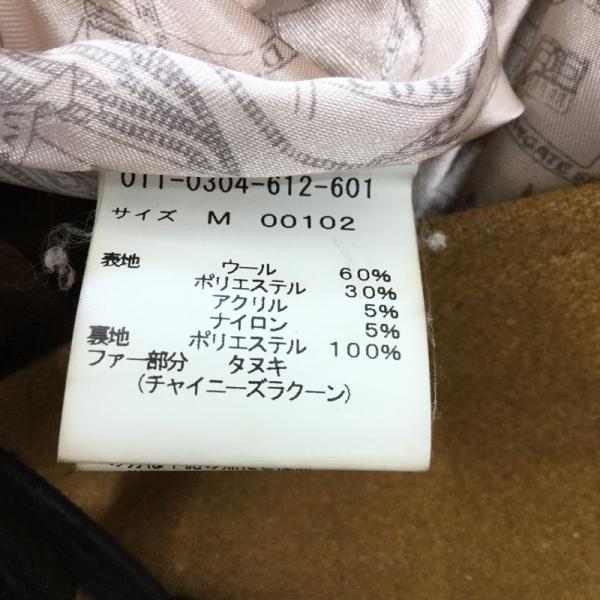 011-0304-612-601
サイズ M 00102
表地 ウール 60%
ポリエステル 30%
アクリル 5%
ナイロン 5%
裏地 ポリエステル 100%
ファー部分 タヌキ
(チャイニーズラクーン)